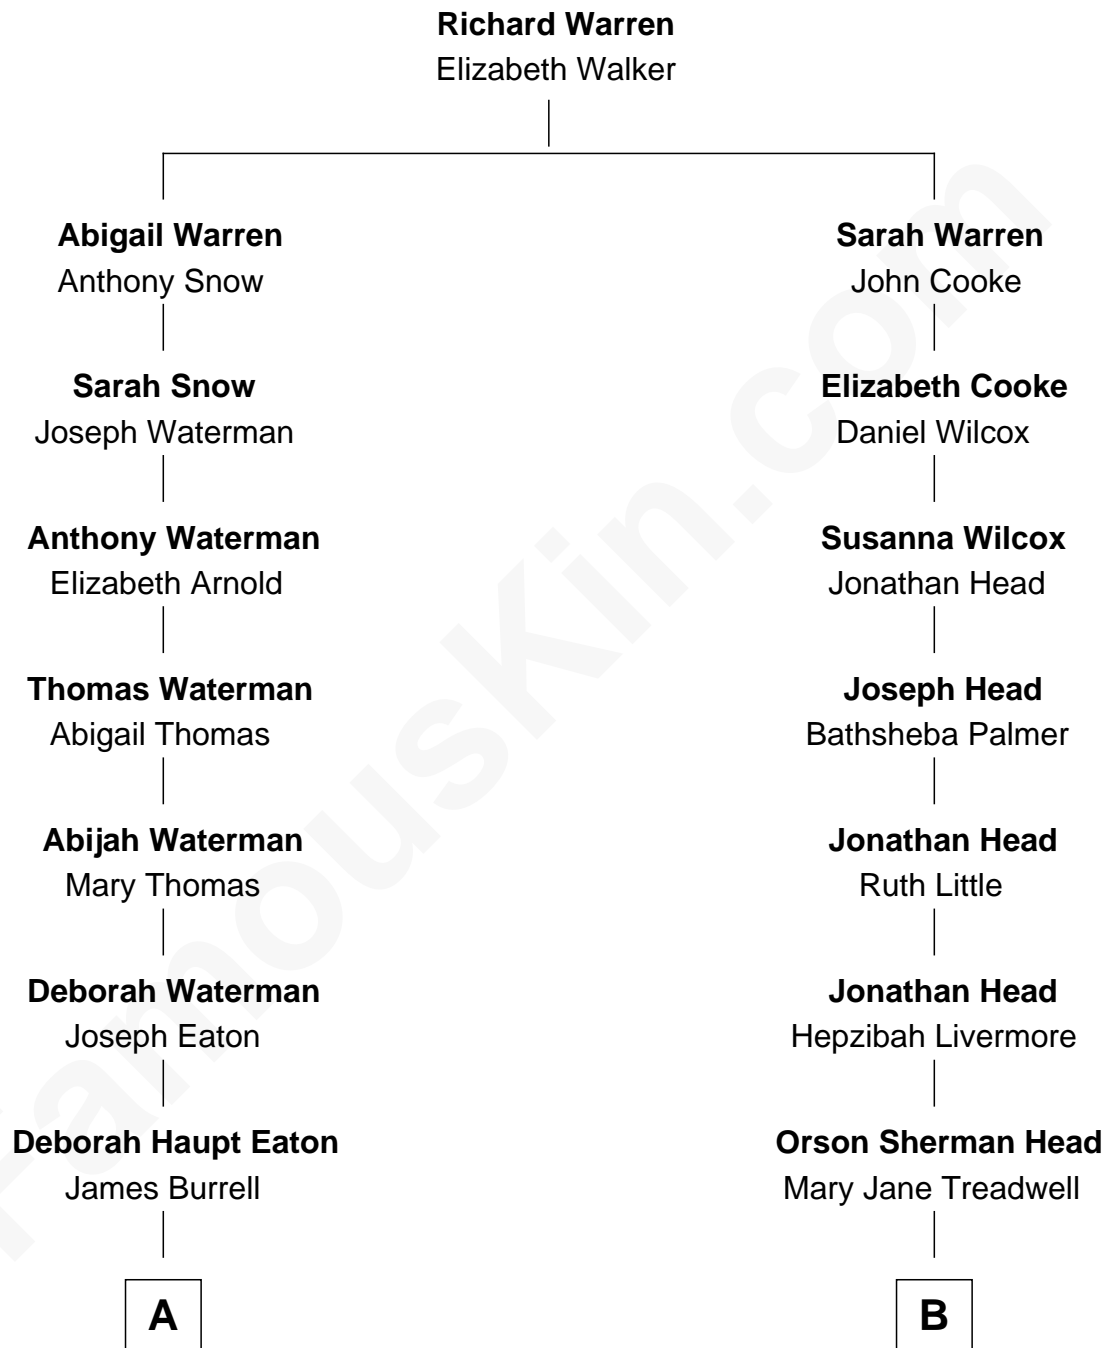 Richard Warren
Elizabeth Walker
Abigail Warren
Anthony Snow
Sarah Snow
Joseph Waterman
Anthony Waterman
Elizabeth Arnold
Thomas Waterman
Abigail Thomas
Abijah Waterman
Mary Thomas
Deborah Waterman
Joseph Eaton
Deborah Haupt Eaton
James Burrell
A
Sarah Warren
John Cooke
Elizabeth Cooke
Daniel Wilcox
Susanna Wilcox
Jonathan Head
Joseph Head
Bathsheba Palmer
Jonathan Head
Ruth Little
Jonathan Head
Hepzibah Livermore
Orson Sherman Head
Mary Jane Treadwell
B
FamousKin.com